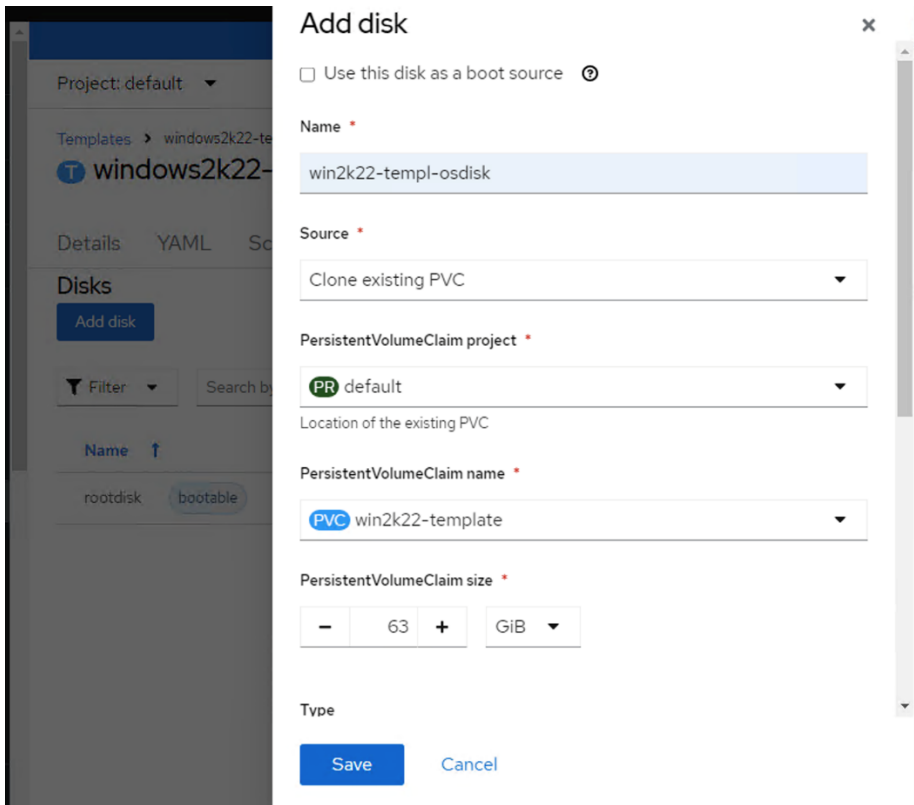 Add disk
Use this disk as a boot source
Project: default
Name *
Templates > windows2k22-te
T windows2k22-
win2k22-templ-osdisk
Source *
Details YAML Sc
Clone existing PVC
Disks
Add disk
PersistentVolumeClaim project *
Filter Search by
PR default
Location of the existing PVC
Name
PersistentVolumeClaim name *
rootdisk bootable
PVC win2k22-template
PersistentVolumeClaim size *
− 63 + GiB
Type
Save Cancel